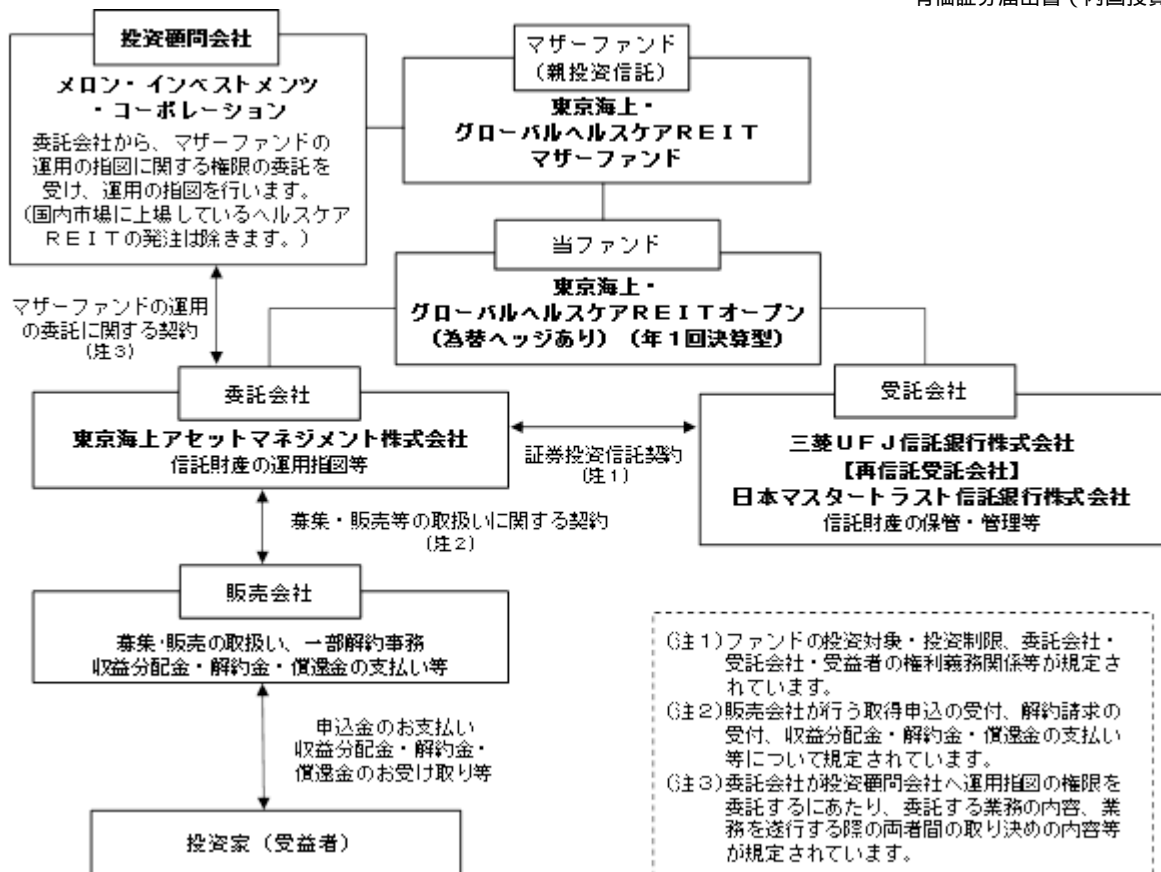 投資顧問会社
メロン・インベストメンツ
・コーポレーション
委託会社から、マザーファンドの
運用の指図に関する権限の委託を
受け、運用の指図を行います。
（国内市場に上場しているヘルスケア
ＲＥＩＴの発注は除きます。）
マザーファンド
（親投資信託）
東京海上・
グローバルヘルスケアＲＥＩＴ
マザーファンド
当ファンド
東京海上・
グローバルヘルスケアＲＥＩＴオープン
（為替ヘッジあり）（年１回決算型）
マザーファンドの運用
の委託に関する契約
（注３）
委託会社
東京海上アセットマネジメント株式会社
信託財産の運用指図等
証券投資信託契約
（注１）
受託会社
三菱ＵＦＪ信託銀行株式会社
【再信託受託会社】
日本マスタートラスト信託銀行株式会社
信託財産の保管・管理等
募集・販売等の取扱いに関する契約
（注２）
販売会社
募集・販売の取扱い、一部解約事務
収益分配金・解約金・償還金の支払い等
申込金のお支払い
収益分配金・解約金・
償還金のお受け取り等
投資家（受益者）
（注１）ファンドの投資対象・投資制限、委託会社・
受託会社・受益者の権利義務関係等が規定さ
れています。
（注２）販売会社が行う取得申込の受付、解約請求の
受付、収益分配金・解約金・償還金の支払い
等について規定されています。
（注３）委託会社が投資顧問会社へ運用指図の権限を
委託するにあたり、委託する業務の内容、業
務を遂行する際の両者間の取り決めの内容等
が規定されています。